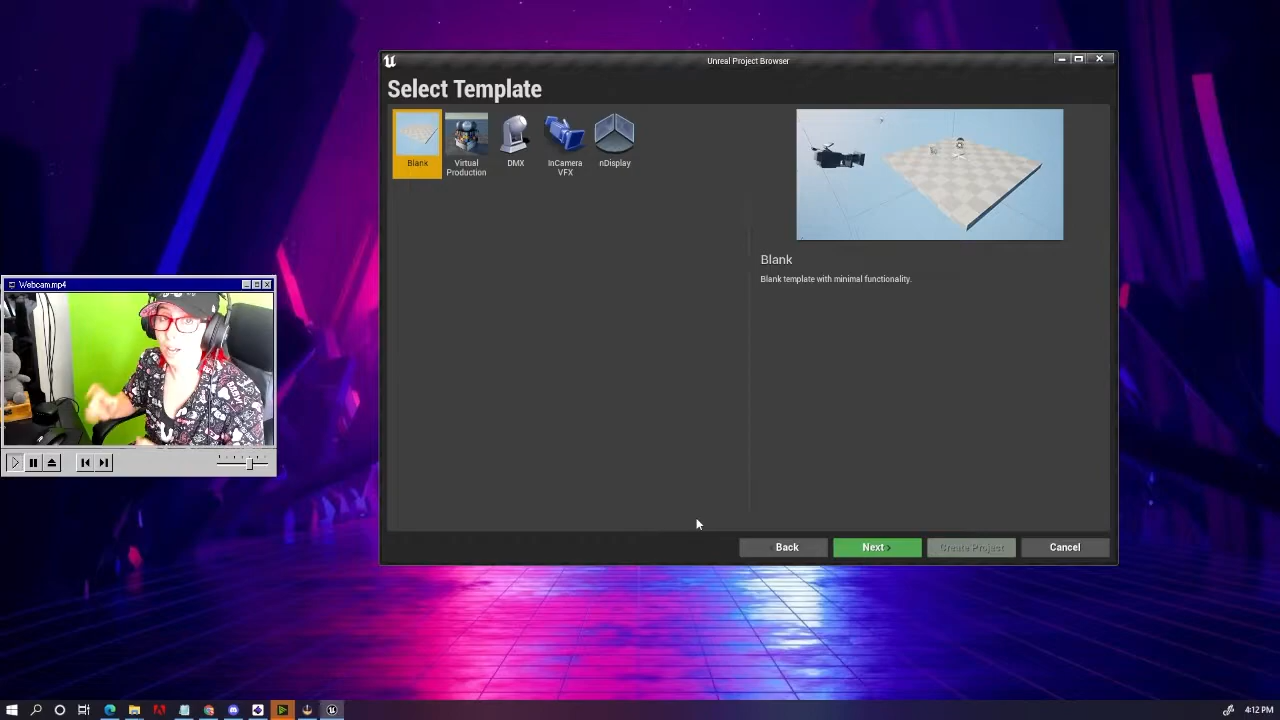 Unreal Project Browser
Select Template
Blank
Virtual
Production
DMX
InCamera
VFX
nDisplay
Blank
Blank template with minimal functionality.
Webcam.mp4
Back
Next
Create Project
Cancel
4:12 PM